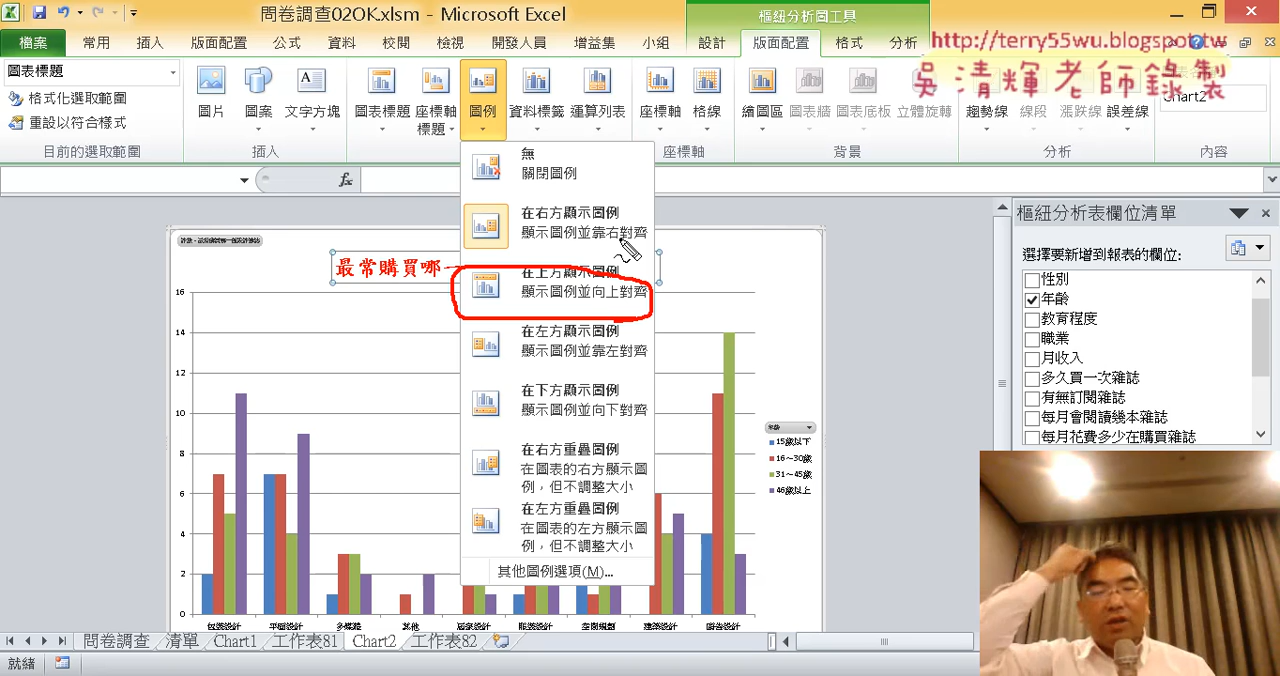 問卷調查02OK.xlsm - Microsoft Excel
樞紐分析圖工具
檔案 常用 插入 版面配置 公式 資料 校閱 檢視 開發人員 增益集 小組 設計 版面配置 格式 分析
http://terry55wu.blogspot.tw
吳清輝老師錄製
圖表標題
格式化選取範圍
重設以符合樣式
目前的選取範圍
圖片 圖案 文字方塊
插入
圖表標題 座標軸標題 圖例 資料標籤 運算列表
座標軸 格線
座標軸
繪圖區 圖表牆 圖表底板 立體旋轉
背景
趨勢線 線段 漲跌線 誤差線
分析
Chart2
內容
fx
無
關閉圖例
在右方顯示圖例
顯示圖例並靠右對齊
在上方顯示圖例
顯示圖例並向上對齊
在左方顯示圖例
顯示圖例並靠左對齊
在下方顯示圖例
顯示圖例並向下對齊
在右方重疊圖例
在圖表的右方顯示圖
例，但不調整大小
在左方重疊圖例
在圖表的左方顯示圖
例，但不調整大小
其他圖例選項(M)...
最常購買哪一
16
14
12
10
8
6
4
2
0
包裝設計 平面設計 多媒體 其他
年齡
15歲以下
16～30歲
31～45歲
46歲以上
樞紐分析表欄位清單
選擇要新增到報表的欄位:
性別
年齡
教育程度
職業
月收入
多久買一次雜誌
有無訂閱雜誌
每月會閱讀幾本雜誌
每月花費多少在購買雜誌
問卷調查 清單 Chart1 工作表81 Chart2 工作表82
就緒